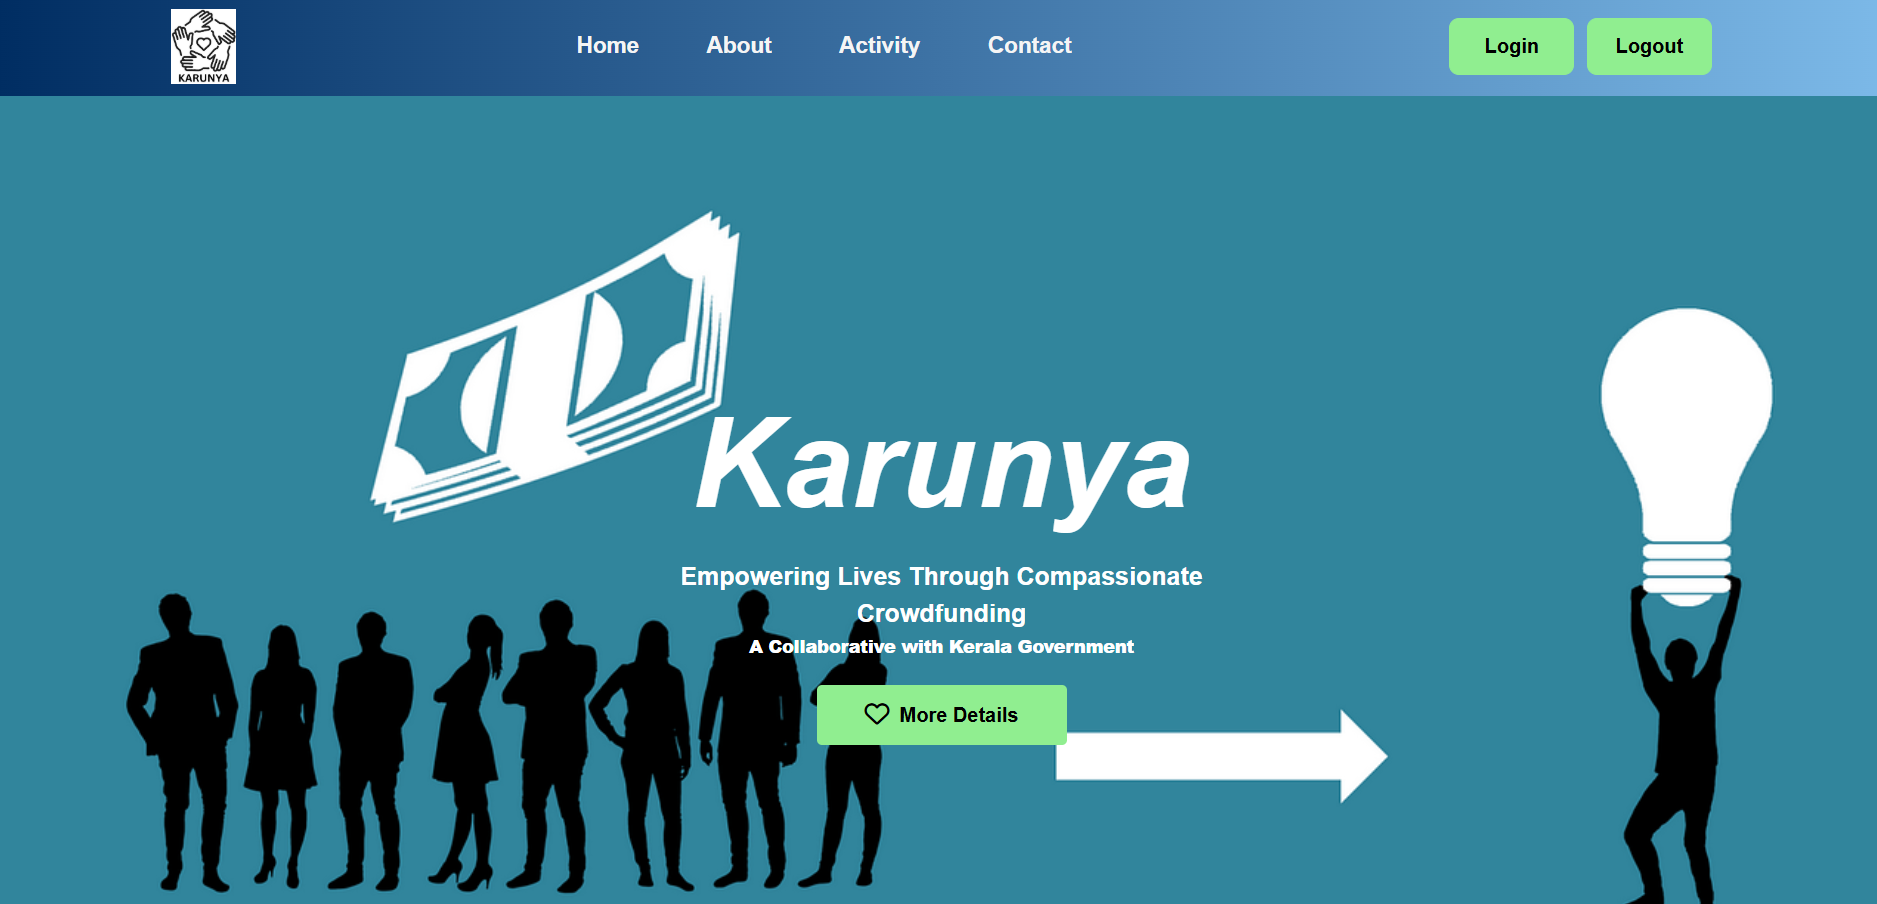 KARUNYA
Home
About
Activity
Contact
Login
Logout
Karunya
Empowering Lives Through Compassionate
Crowdfunding
A Collaborative with Kerala Government
More Details